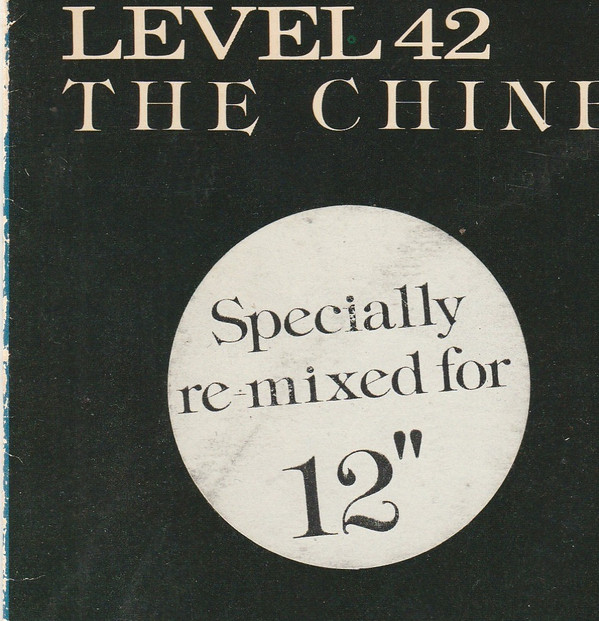 LEVEL 42
THE CHINE
Specially
re-mixed for
12"